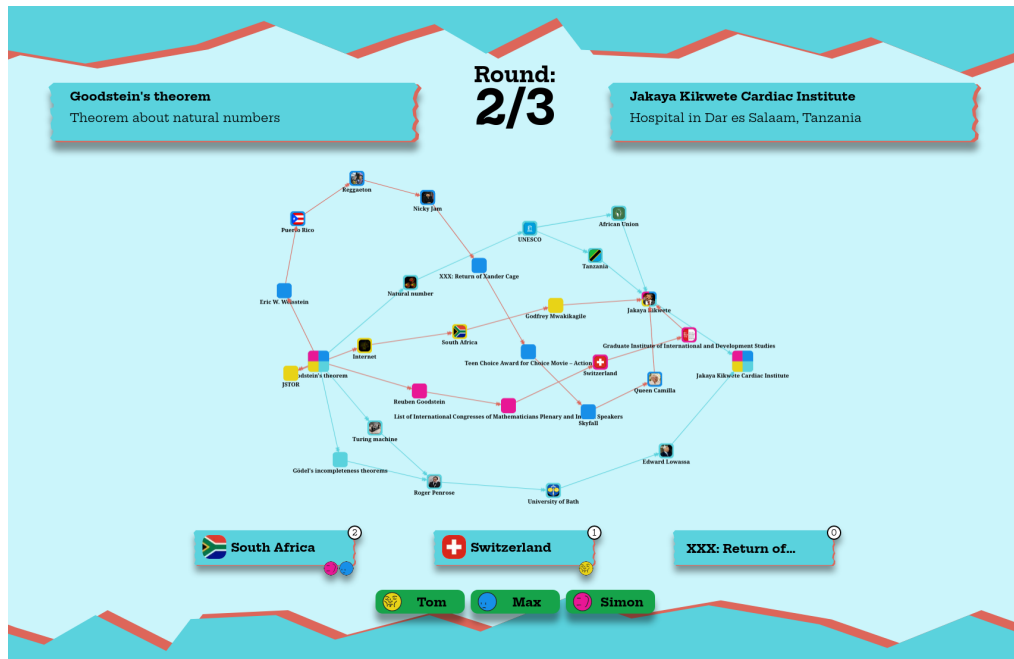 Round:
2/3
Goodstein's theorem
Theorem about natural numbers
Jakaya Kikwete Cardiac Institute
Hospital in Dar es Salaam, Tanzania
Reggaeton
Nicky Jam
Puerto Rico
African Union
UNESCO
Tanzania
XXX: Return of Xander Cage
Natural number
Eric W. Weisstein
Jakaya Kikwete
Godfrey Mwakikagile
South Africa
Graduate Institute of International and Development Studies
Internet
Teen Choice Award for Choice Movie – Action
Switzerland
odstein's theorem
Jakaya Kikwete Cardiac Institute
JSTOR
Queen Camilla
Reuben Goodstein
List of International Congresses of Mathematicians Plenary and In Speakers
Skyfall
Turing machine
Edward Lowassa
Gödel's incompleteness theorems
Roger Penrose
University of Bath
2
South Africa
1
Switzerland
0
XXX: Return of...
Tom
Max
Simon